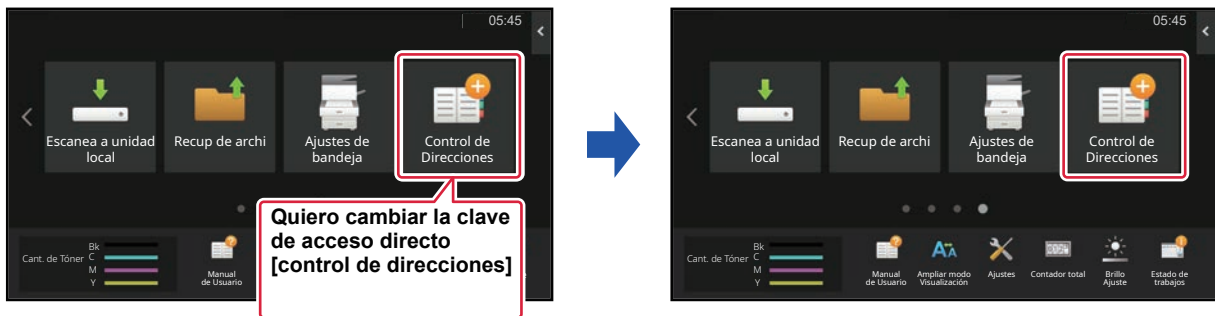 05:45
Escanea a unidad
local
Recup de archi
Ajustes de
bandeja
Control de
Direcciones
Quiero cambiar la clave
de acceso directo
[control de direcciones]
Cant. de Tóner
Bk
C
M
Y
Manual
de Usuario
05:45
Escanea a unidad
local
Recup de archi
Ajustes de
bandeja
Control de
Direcciones
Cant. de Tóner
Bk
C
M
Y
Manual
de Usuario
Ampliar modo
Visualización
Ajustes
Contador total
Brillo
Ajuste
Estado de
trabajos